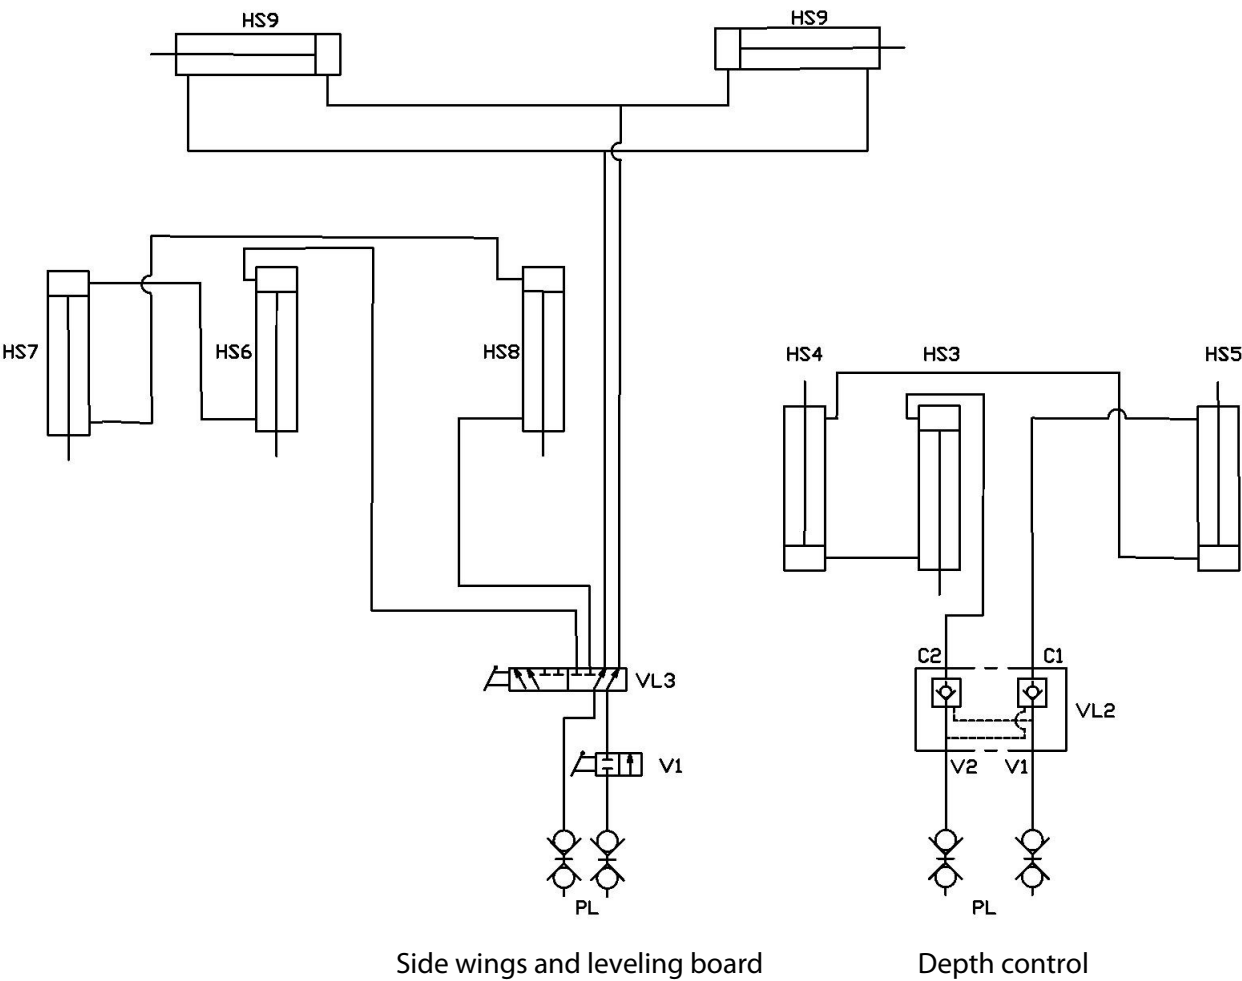 HS9
HS9
HS7
HS6
HS8
HS4
HS3
HS5
C2
C1
VL3
VL2
V1
V2
V1
PL
PL
Side wings and leveling board
Depth control